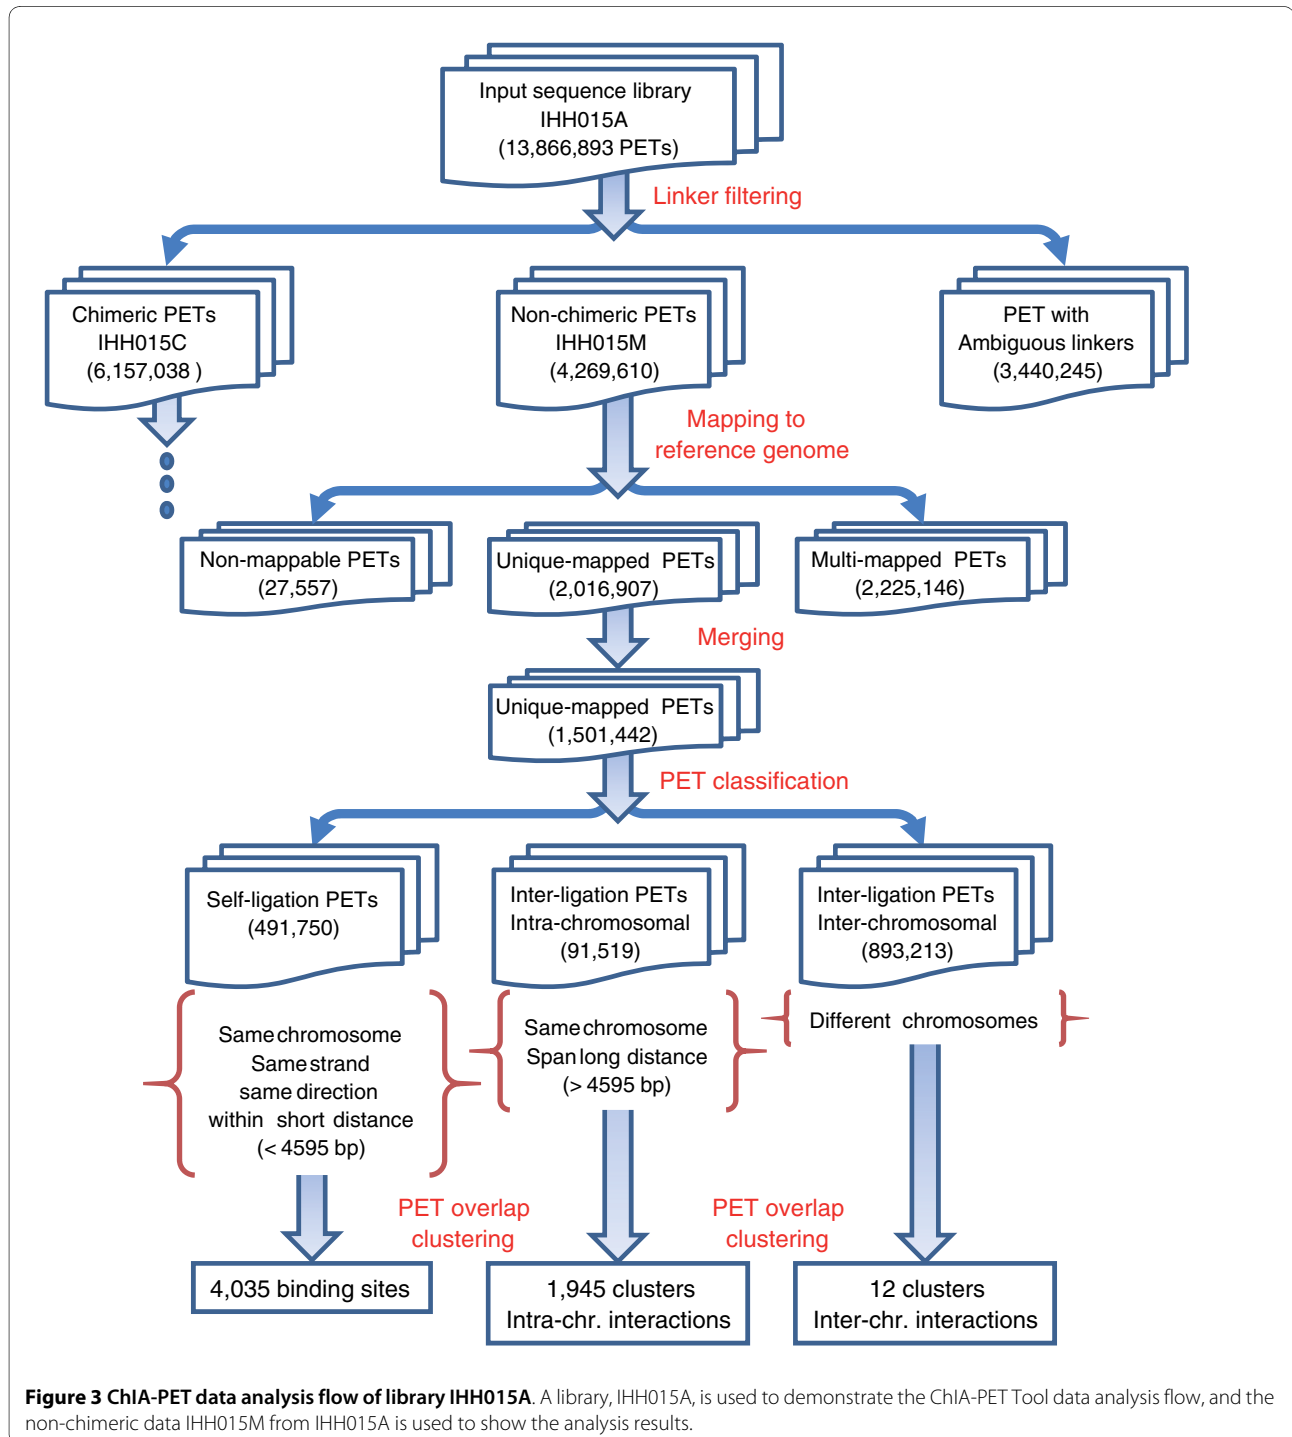 Input sequence library
IHH015A
(13,866,893 PETs)
Linker filtering
Chimeric PETs
IHH015C
(6,157,038 )
Non-chimeric PETs
IHH015M
(4,269,610)
PET with
Ambiguous linkers
(3,440,245)
Mapping to
reference genome
Non-mappable PETs
(27,557)
Unique-mapped PETs
(2,016,907)
Multi-mapped PETs
(2,225,146)
Merging
Unique-mapped PETs
(1,501,442)
PET classification
Self-ligation PETs
(491,750)
Inter-ligation PETs
Intra-chromosomal
(91,519)
Inter-ligation PETs
Inter-chromosomal
(893,213)
Same chromosome
Same strand
same direction
within short distance
(< 4595 bp)
Same chromosome
Span long distance
(> 4595 bp)
Different chromosomes
PET overlap
clustering
PET overlap
clustering
4,035 binding sites
1,945 clusters
Intra-chr. interactions
12 clusters
Inter-chr. interactions
Figure 3 ChIA-PET data analysis flow of library IHH015A. A library, IHH015A, is used to demonstrate the ChIA-PET Tool data analysis flow, and the
non-chimeric data IHH015M from IHH015A is used to show the analysis results.